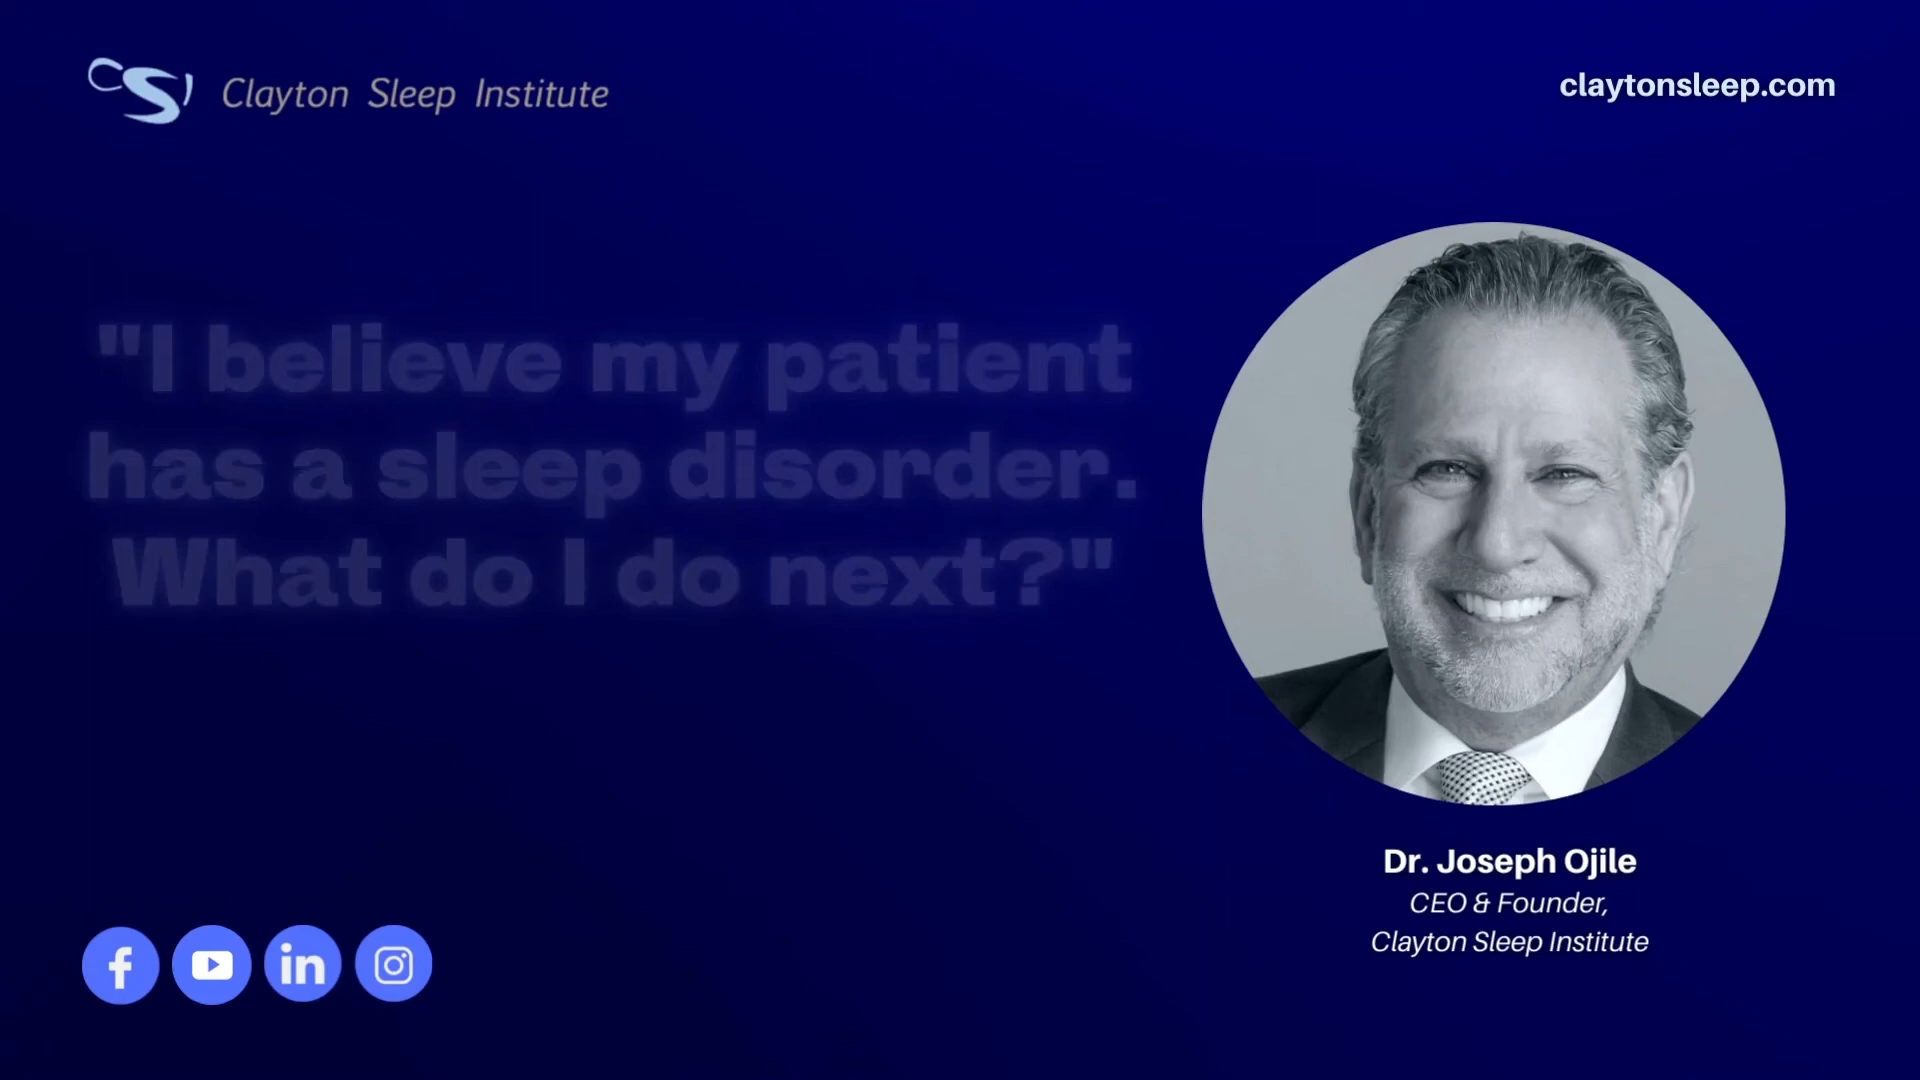 Clayton Sleep Institute
claytonsleep.com
"I believe my patient
has a sleep disorder.
What do I do next?"
Dr. Joseph Ojile
CEO & Founder,
Clayton Sleep Institute